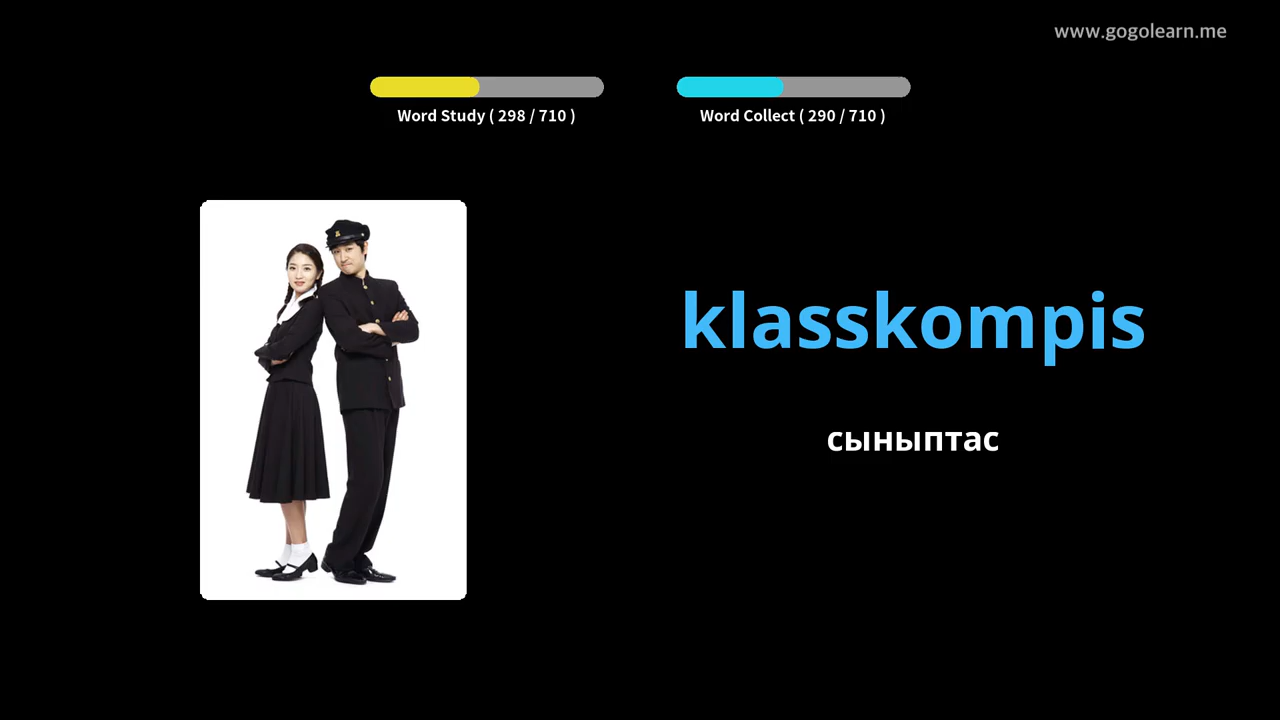 www.gogolearn.me
Word Study ( 298 / 710 )
Word Collect ( 290 / 710 )
klasskompis
сыныптас